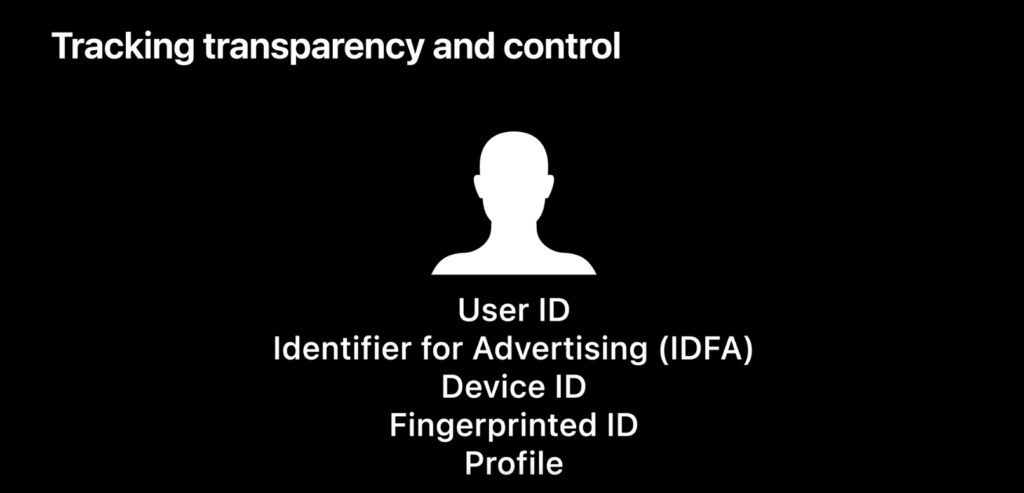 Tracking transparency and control
User ID
Identifier for Advertising (IDFA)
Device ID
Fingerprinted ID
Profile